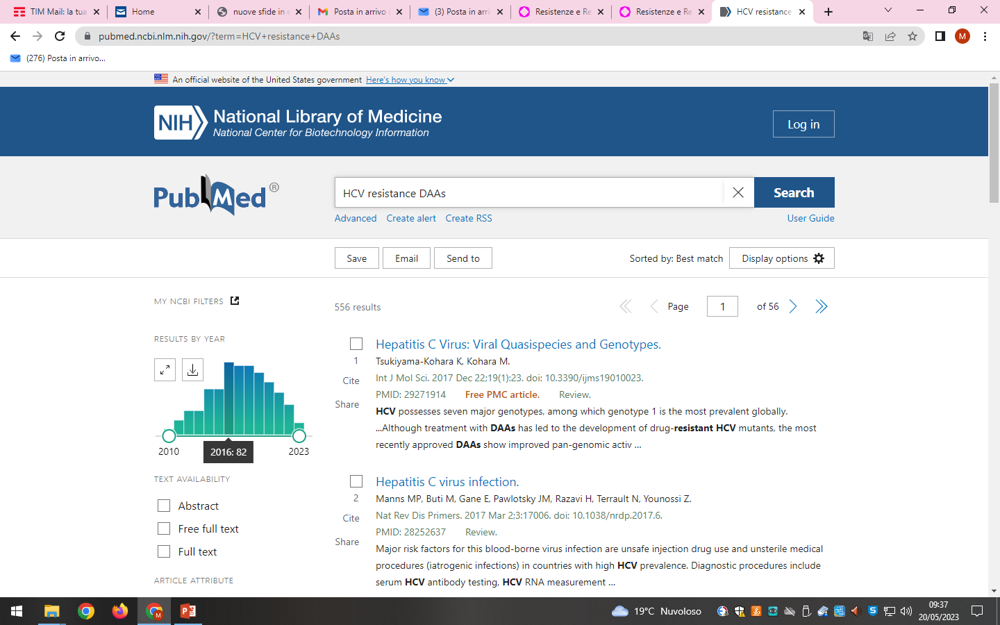 TIM Mail: la tua
Home
nuove sfide in e
Posta in arrivo (
(3) Posta in arri
Resistenze e Re
Resistenze e Re
HCV resistance
pubmed.ncbi.nlm.nih.gov/?term=HCV+resistance+DAAs
M
(276) Posta in arrivo...
An official website of the United States government Here's how you know
NIH National Library of Medicine
National Center for Biotechnology Information
Log in
PubMed®
HCV resistance DAAs
Search
Advanced Create alert Create RSS User Guide
Save Email Send to Sorted by: Best match Display options
MY NCBI FILTERS
556 results
Page 1 of 56
RESULTS BY YEAR
2010
2016: 82
2023
TEXT AVAILABILITY
Abstract
Free full text
Full text
ARTICLE ATTRIBUTE
Hepatitis C Virus: Viral Quasispecies and Genotypes.
1
Cite
Share
Tsukiyama-Kohara K, Kohara M.
Int J Mol Sci. 2017 Dec 22;19(1):23. doi: 10.3390/ijms19010023.
PMID: 29271914 Free PMC article. Review.
HCV possesses seven major genotypes, among which genotype 1 is the most prevalent globally.
...Although treatment with DAAs has led to the development of drug-resistant HCV mutants, the most
recently approved DAAs show improved pan-genomic activ ...
Hepatitis C virus infection.
2
Cite
Share
Manns MP, Buti M, Gane E, Pawlotsky JM, Razavi H, Terrault N, Younossi Z.
Nat Rev Dis Primers. 2017 Mar 2;3:17006. doi: 10.1038/nrdp.2017.6.
PMID: 28252637 Review.
Major risk factors for this blood-borne virus infection are unsafe injection drug use and unsterile medical
procedures (iatrogenic infections) in countries with high HCV prevalence. Diagnostic procedures include
serum HCV antibody testing, HCV RNA measurement ...
19°C Nuvoloso
09:37
20/05/2023